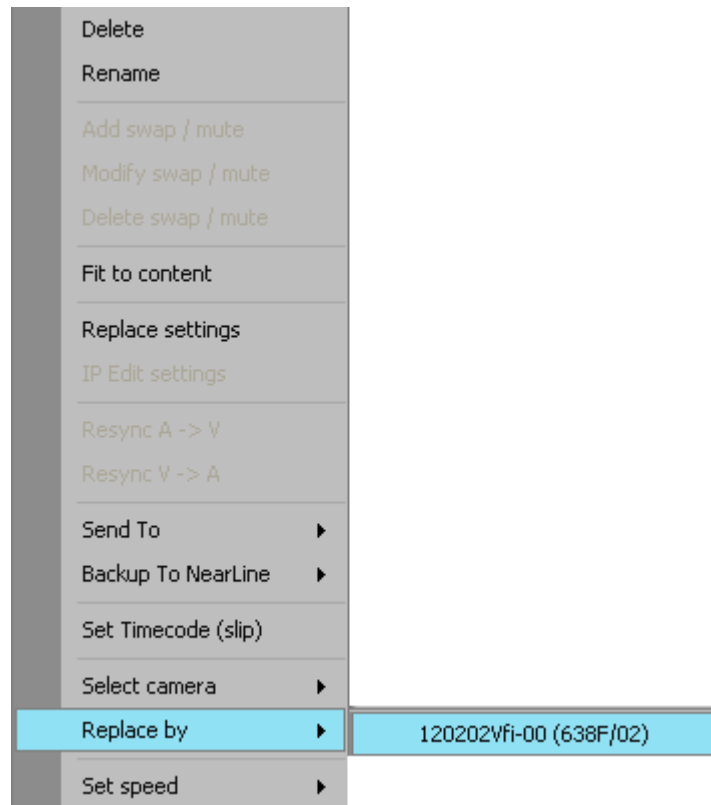 Delete
Rename
Add swap / mute
Modify swap / mute
Delete swap / mute
Fit to content
Replace settings
IP Edit settings
Resync A -> V
Resync V -> A
Send To
Backup To NearLine
Set Timecode (slip)
Select camera
Replace by
120202Vfi-00 (638F/02)
Set speed